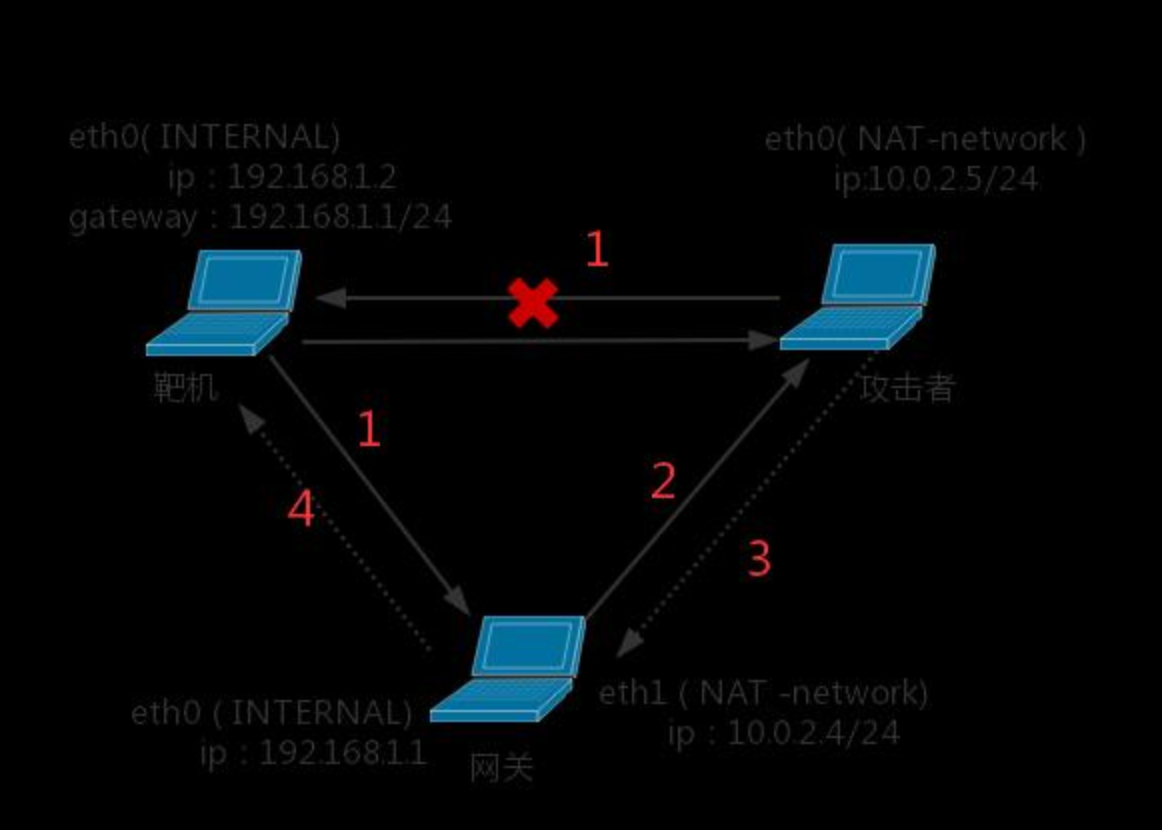 eth0( INTERNAL)
ip : 192.168.1.2
gateway : 192.168.1.1/24
eth0( NAT-network )
ip:10.0.2.5/24
1
靶机
攻击者
1
2
4
3
eth0 ( INTERNAL)
ip : 192.168.1.1
网关
eth1 ( NAT -network)
ip : 10.0.2.4/24